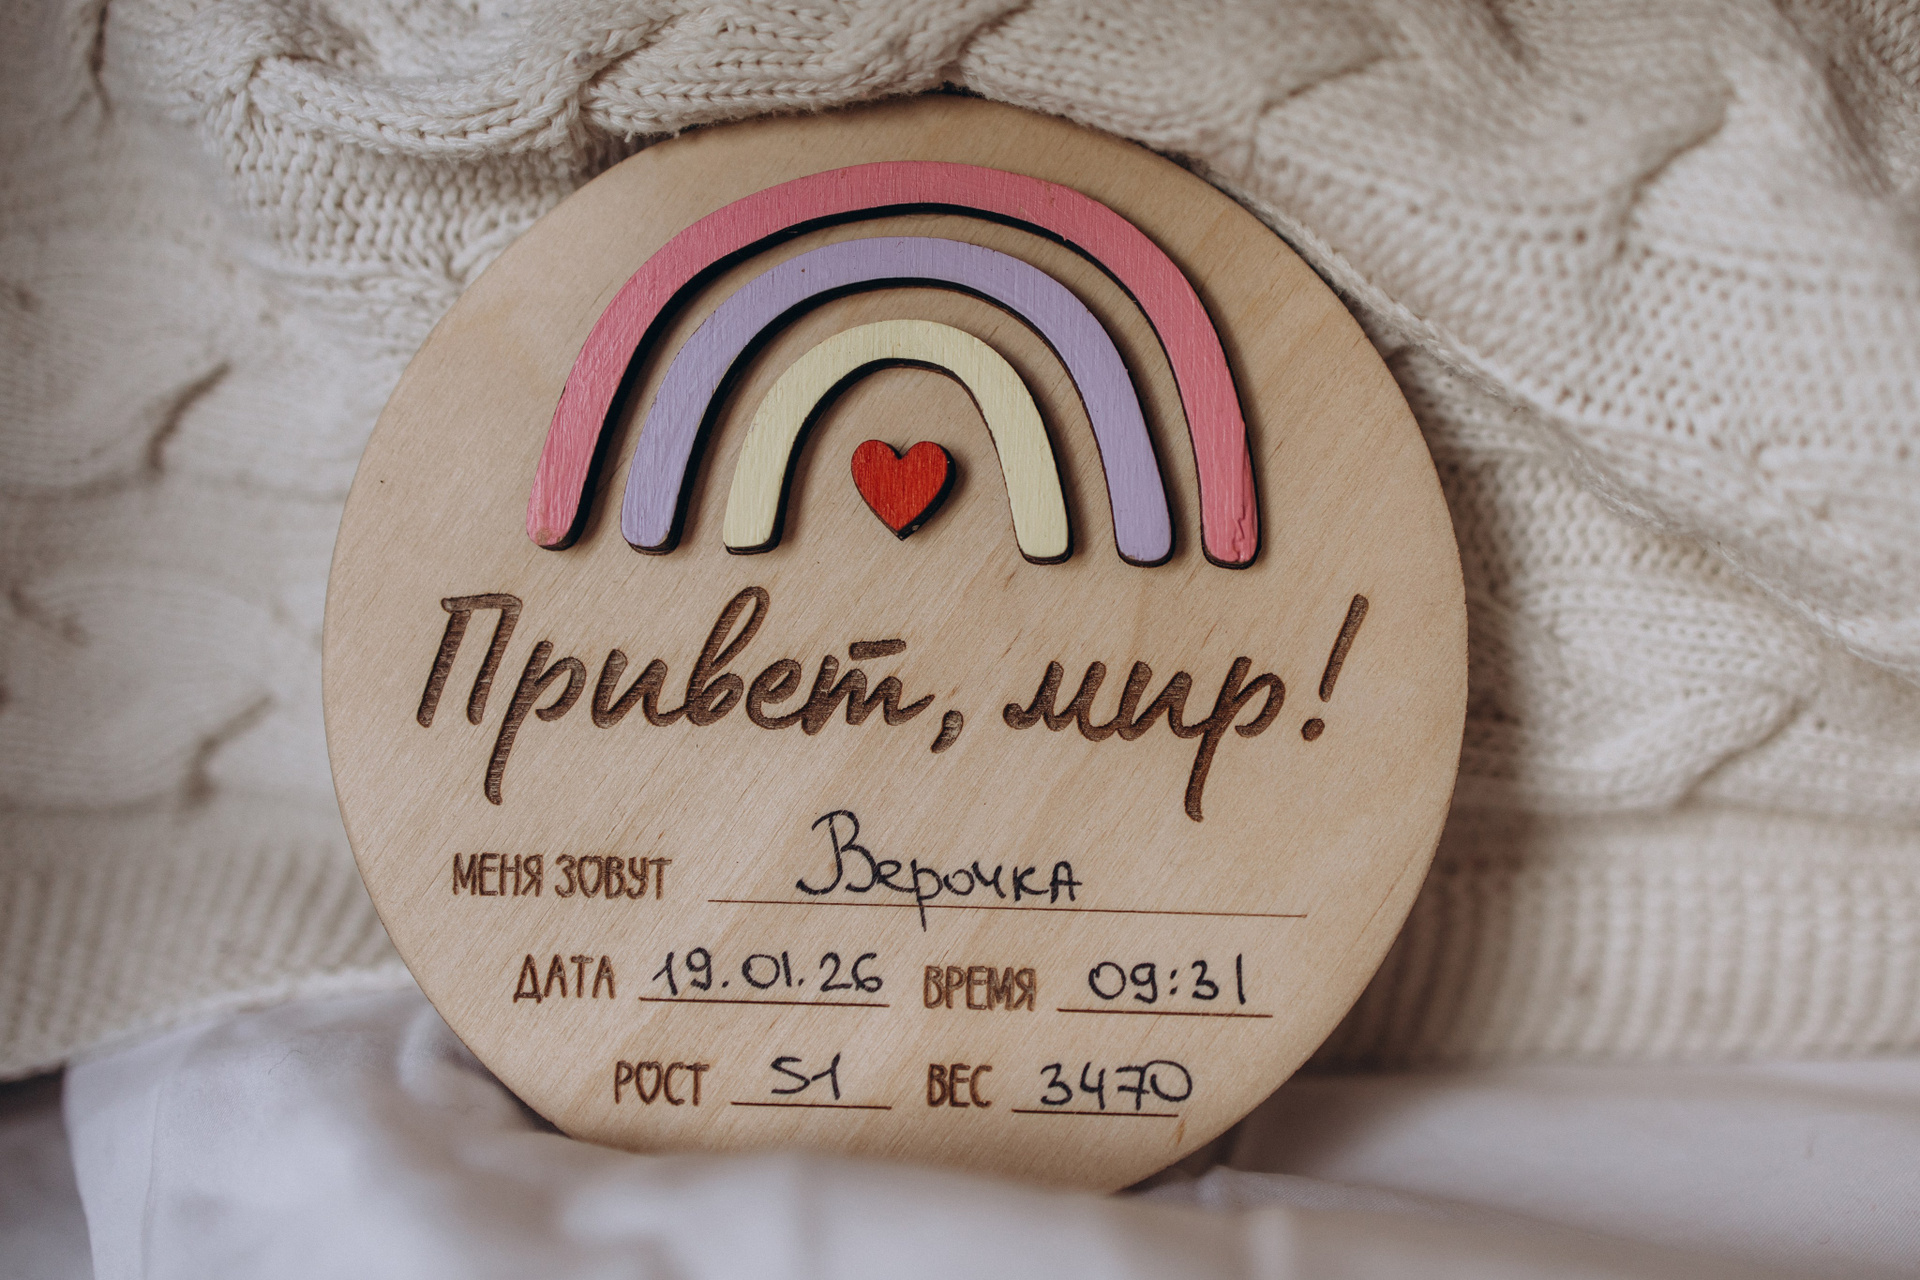 Привет, мир!
МЕНЯ ЗОВУТ Верочка
ДАТА 19.01.26 ВРЕМЯ 09:31
РОСТ 51 ВЕС 3470